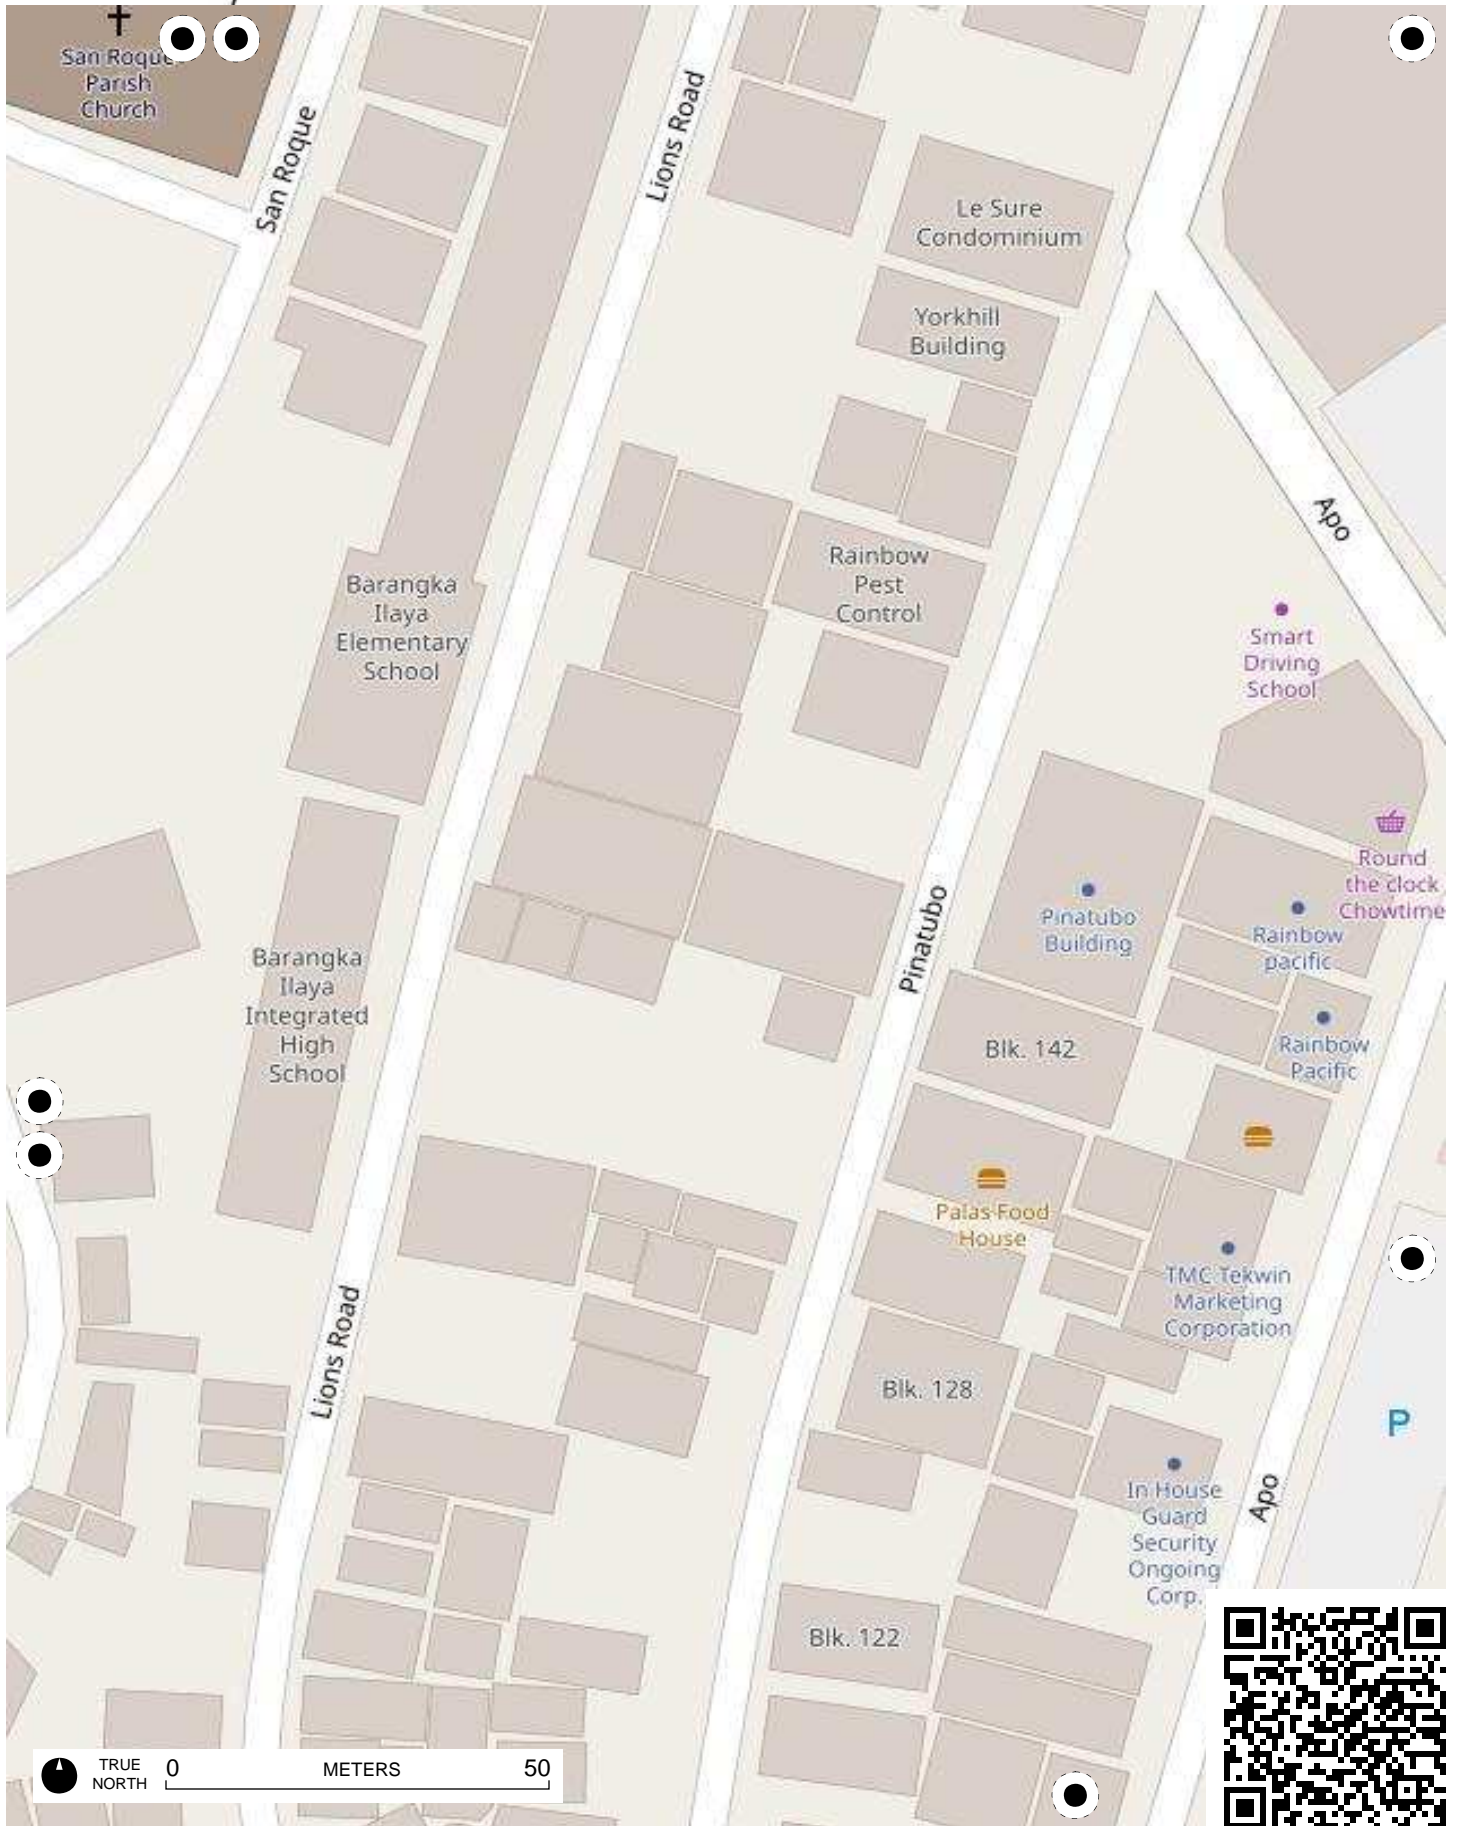 San Roque
Parish
Church
San Roque
Lions Road
Le Sure
Condominium
Yorkhill
Building
Apo
Rainbow
Pest
Control
Barangka
Ilaya
Elementary
School
Smart
Driving
School
Round
the clock
Chowtime
Pinatubo
Pinatubo
Building
Rainbow
pacific
Barangka
Ilaya
Integrated
High
School
Blk. 142
Rainbow
Pacific
Palas Food
House
TMC Tekwin
Marketing
Corporation
Lions Road
Blk. 128
P
In House
Guard
Security
Ongoing
Corp.
Apo
Blk. 122
TRUE
NORTH
0 METERS 50